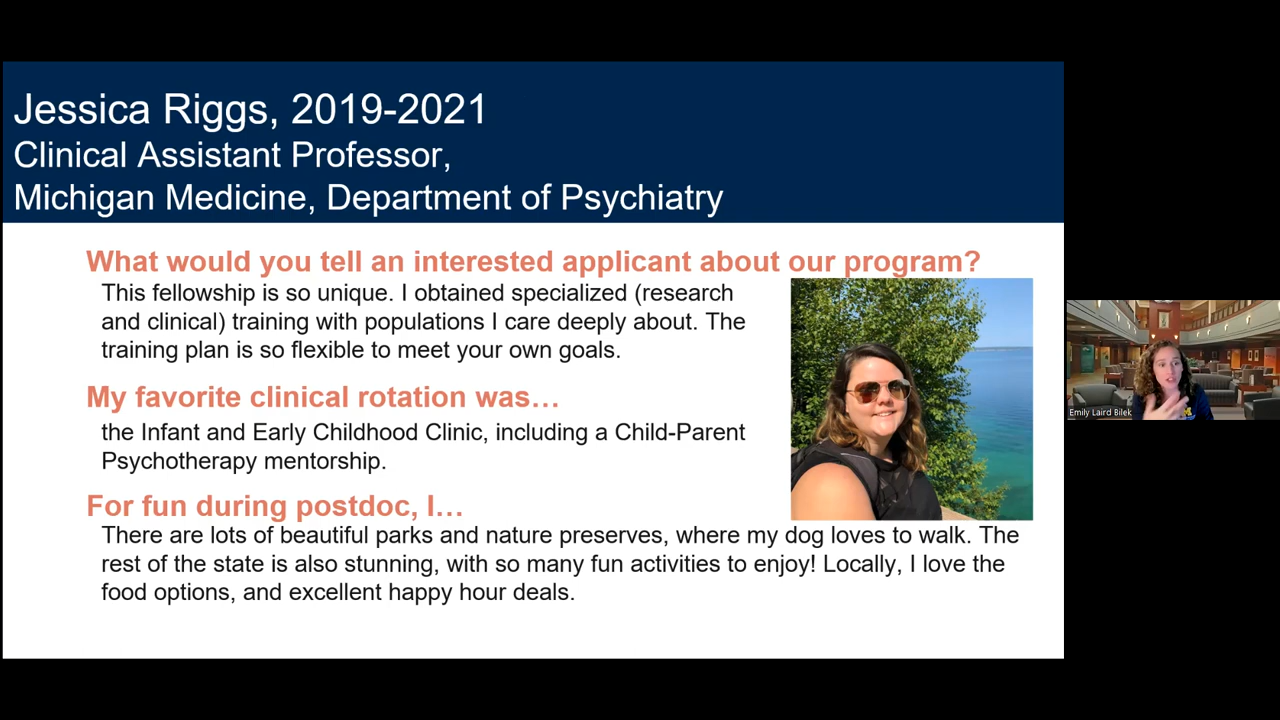 Jessica Riggs, 2019-2021
Clinical Assistant Professor,
Michigan Medicine, Department of Psychiatry
What would you tell an interested applicant about our program?
This fellowship is so unique. I obtained specialized (research
and clinical) training with populations I care deeply about. The
training plan is so flexible to meet your own goals.
My favorite clinical rotation was…
the Infant and Early Childhood Clinic, including a Child-Parent
Psychotherapy mentorship.
For fun during postdoc, I…
There are lots of beautiful parks and nature preserves, where my dog loves to walk. The
rest of the state is also stunning, with so many fun activities to enjoy! Locally, I love the
food options, and excellent happy hour deals.
Emily Laird Bilek
M